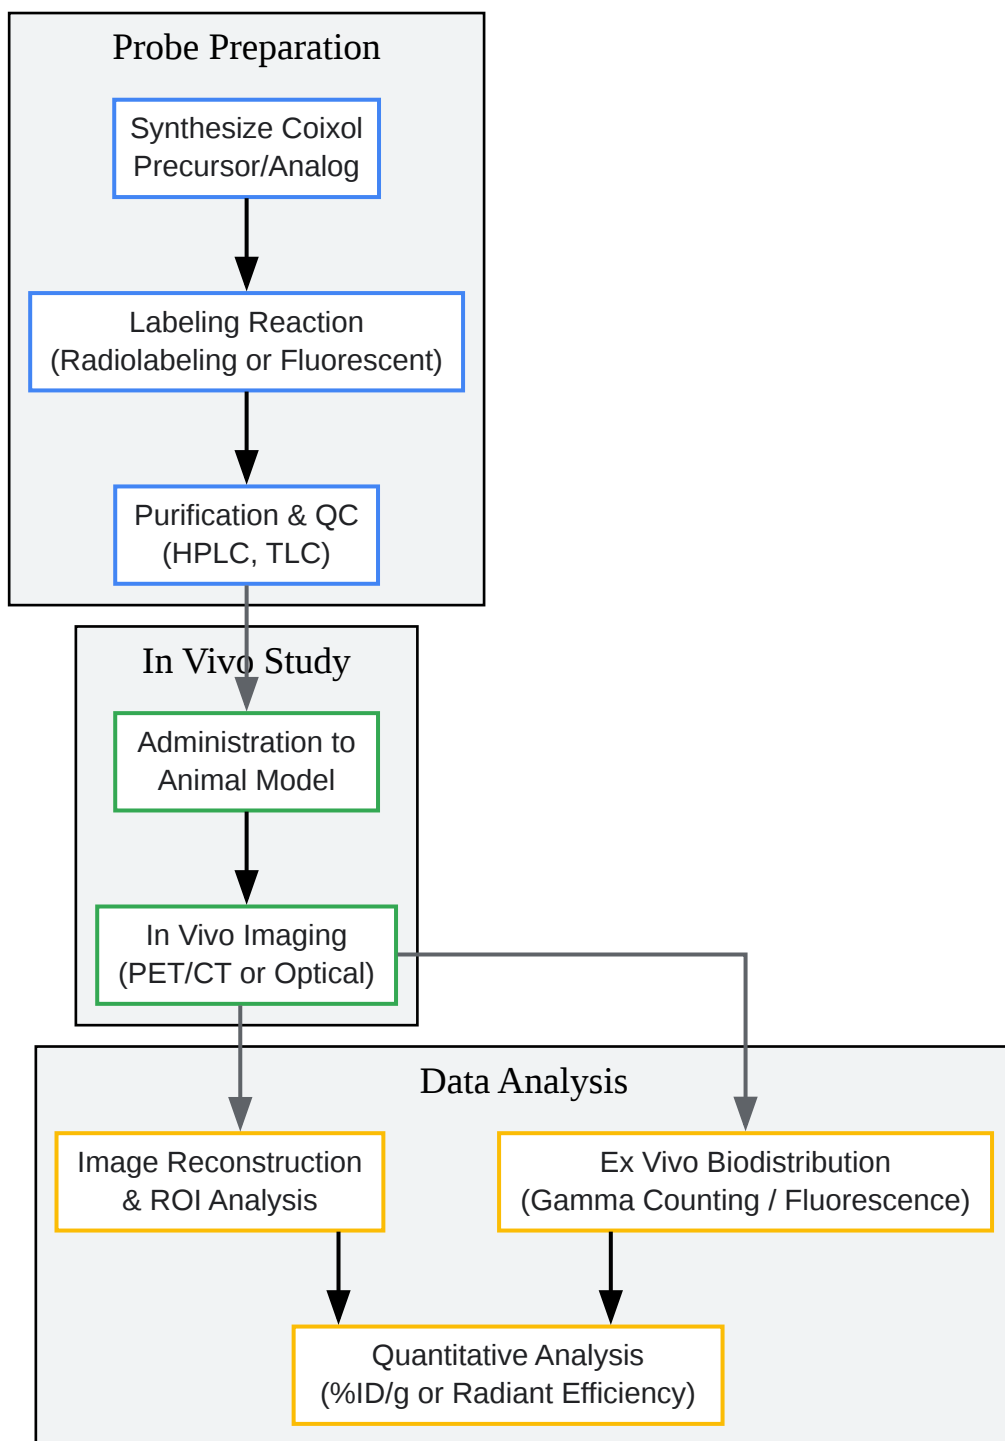 Probe Preparation
Synthesize Coixol
Precursor/Analog
Labeling Reaction
(Radiolabeling or Fluorescent)
Purification & QC
(HPLC, TLC)
In Vivo Study
Administration to
Animal Model
In Vivo Imaging
(PET/CT or Optical)
Data Analysis
Image Reconstruction
& ROI Analysis
Ex Vivo Biodistribution
(Gamma Counting / Fluorescence)
Quantitative Analysis
(%ID/g or Radiant Efficiency)